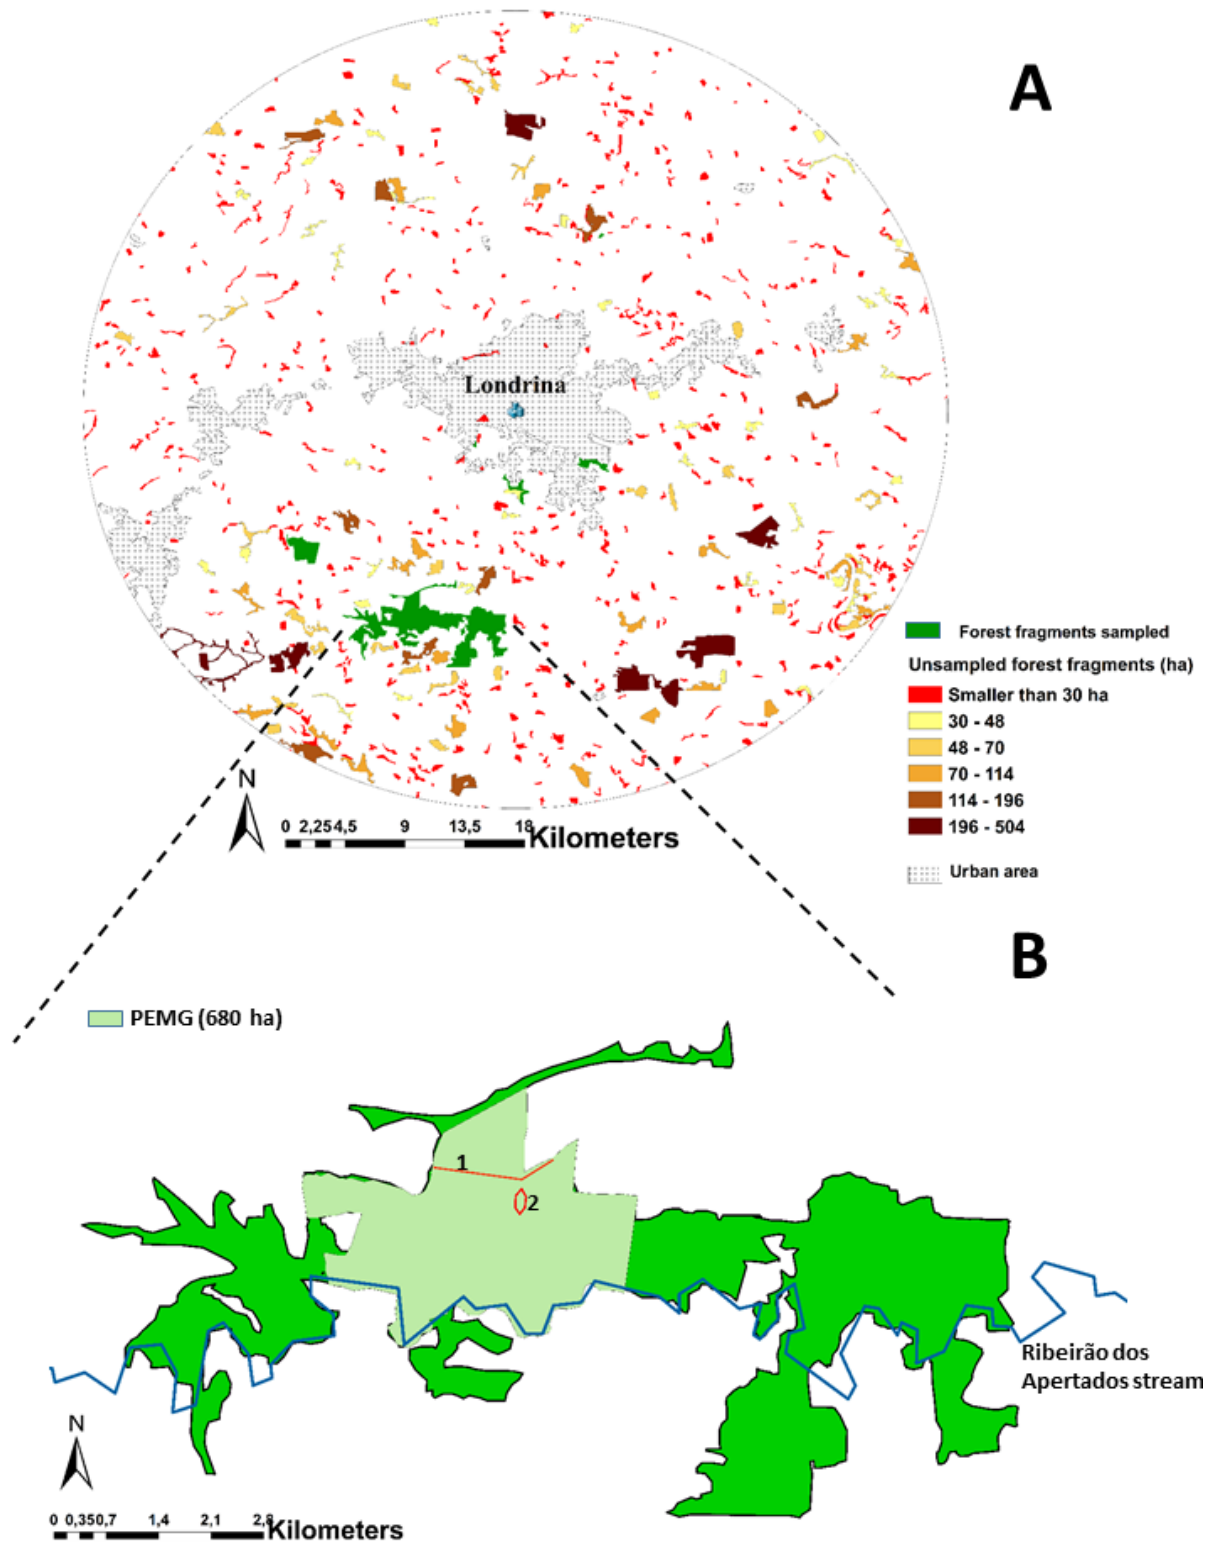 A
Londrina
Forest fragments sampled
Unsampled forest fragments (ha)
Smaller than 30 ha
30 - 48
48 - 70
70 - 114
114 - 196
196 - 504
Urban area
N
0 2,25 4,5 9 13,5 18 Kilometers
B
PEMG (680 ha)
1
2
Ribeirão dos
Apertados stream
N
0 0,35 0,7 1,4 2,1 2,8 Kilometers